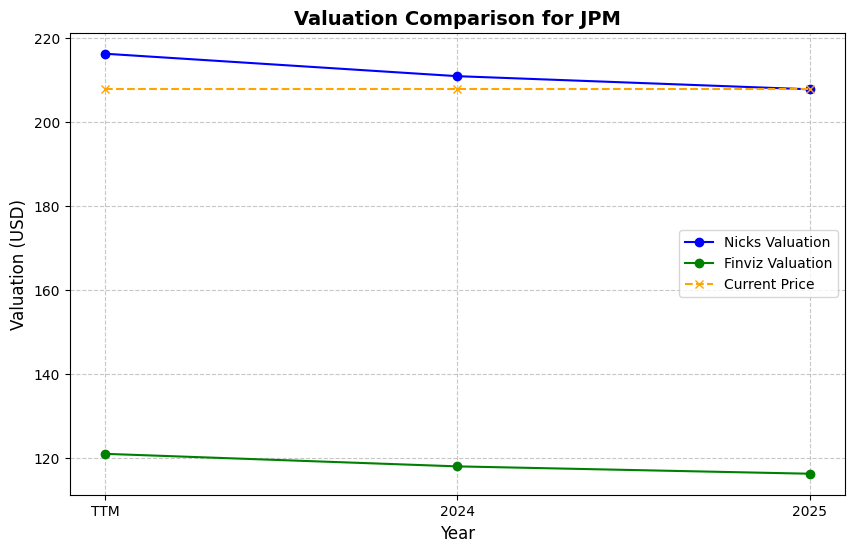 Valuation Comparison for JPM
220
200
180
160
140
120
Valuation (USD)
Nicks Valuation
Finviz Valuation
Current Price
TTM
2024
2025
Year